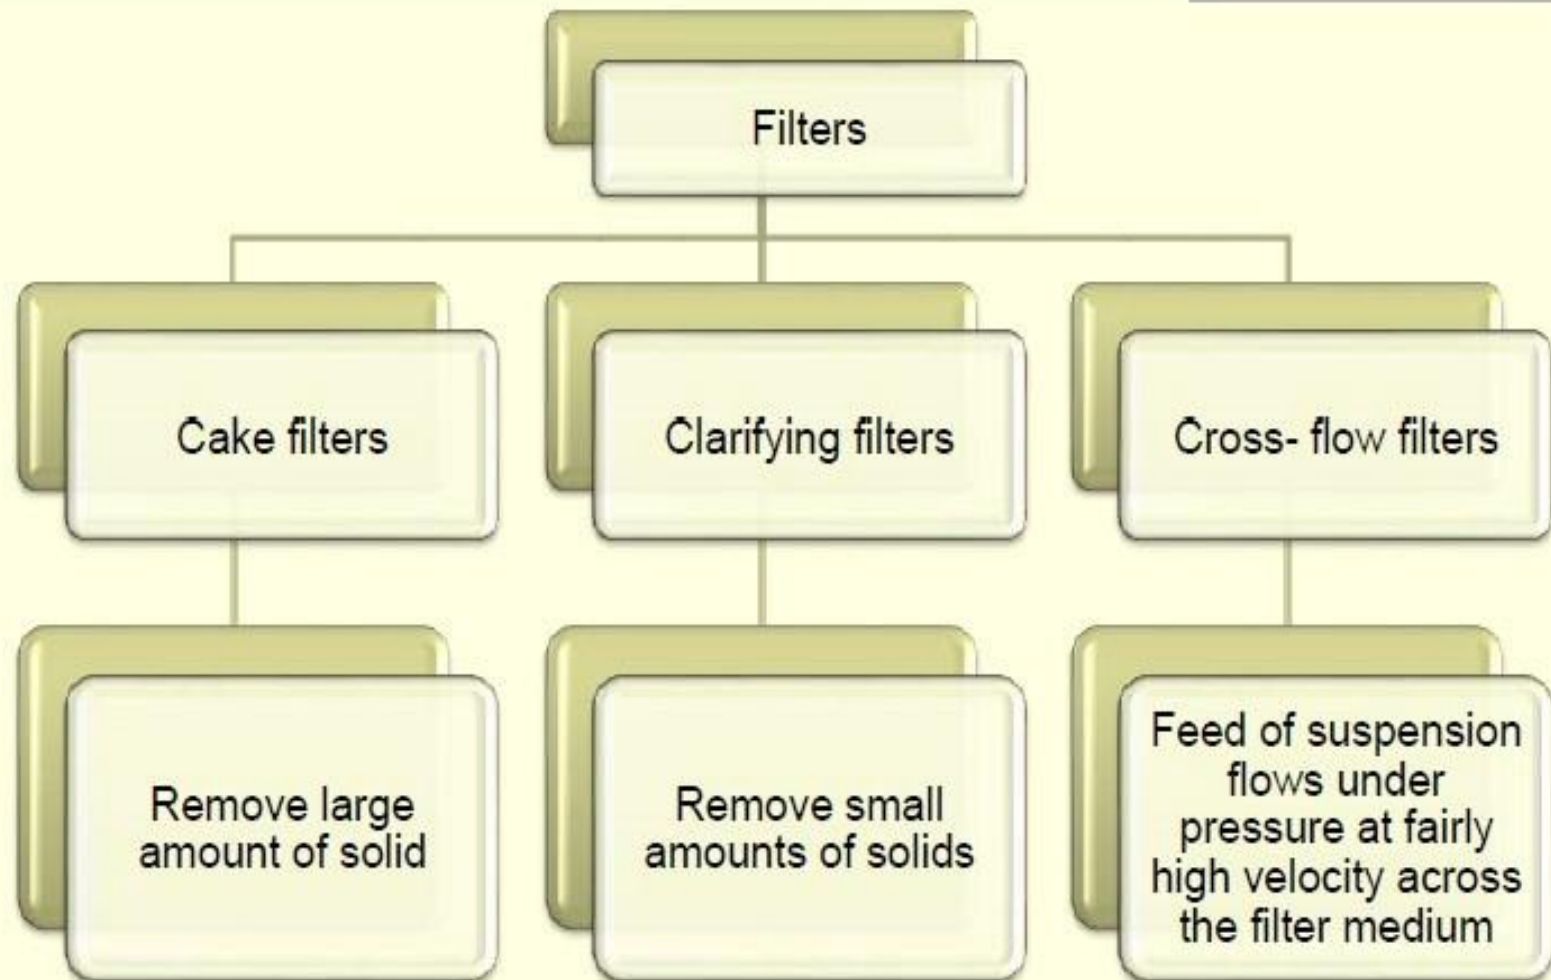 Filters
Cake filters
Clarifying filters
Cross- flow filters
Remove large
amount of solid
Remove small
amounts of solids
Feed of suspension
flows under
pressure at fairly
high velocity across
the filter medium